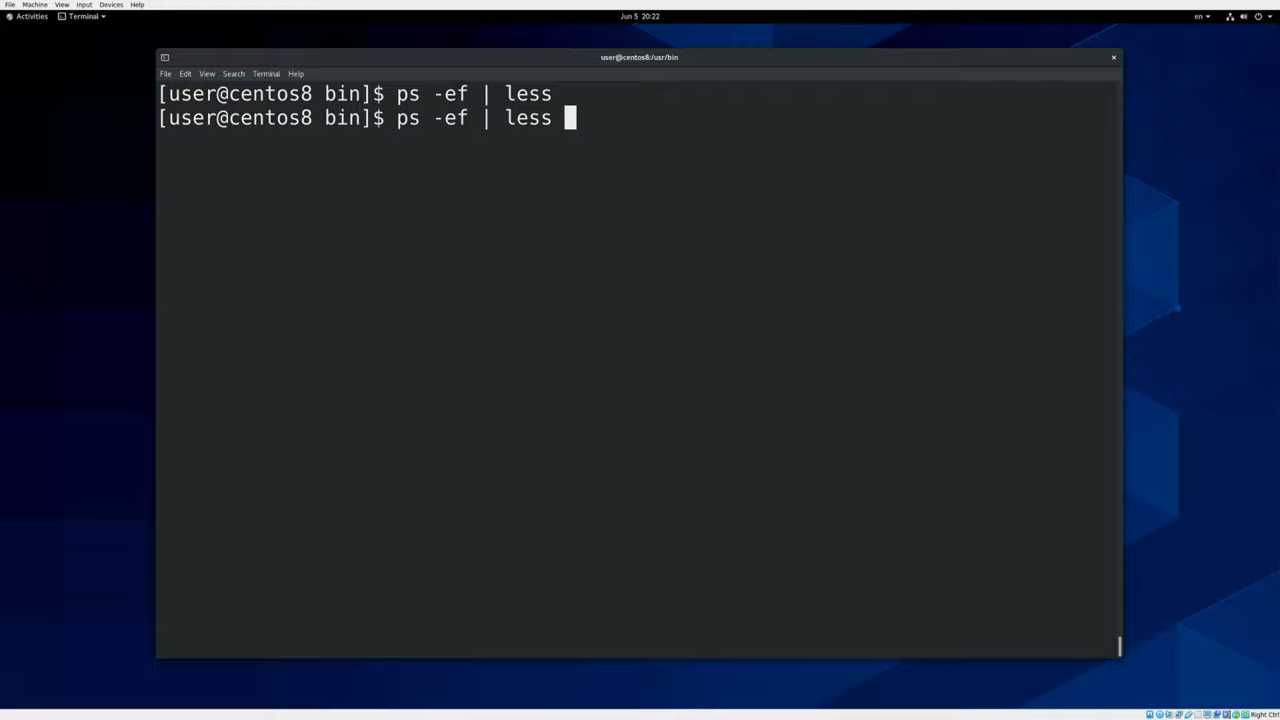 File Machine View Input Devices Help
Activities Terminal Jun 5 20:22 en
user@centos8:/usr/bin
File Edit View Search Terminal Help
[user@centos8 bin]$ ps -ef | less
[user@centos8 bin]$ ps -ef | less
Right Ctrl